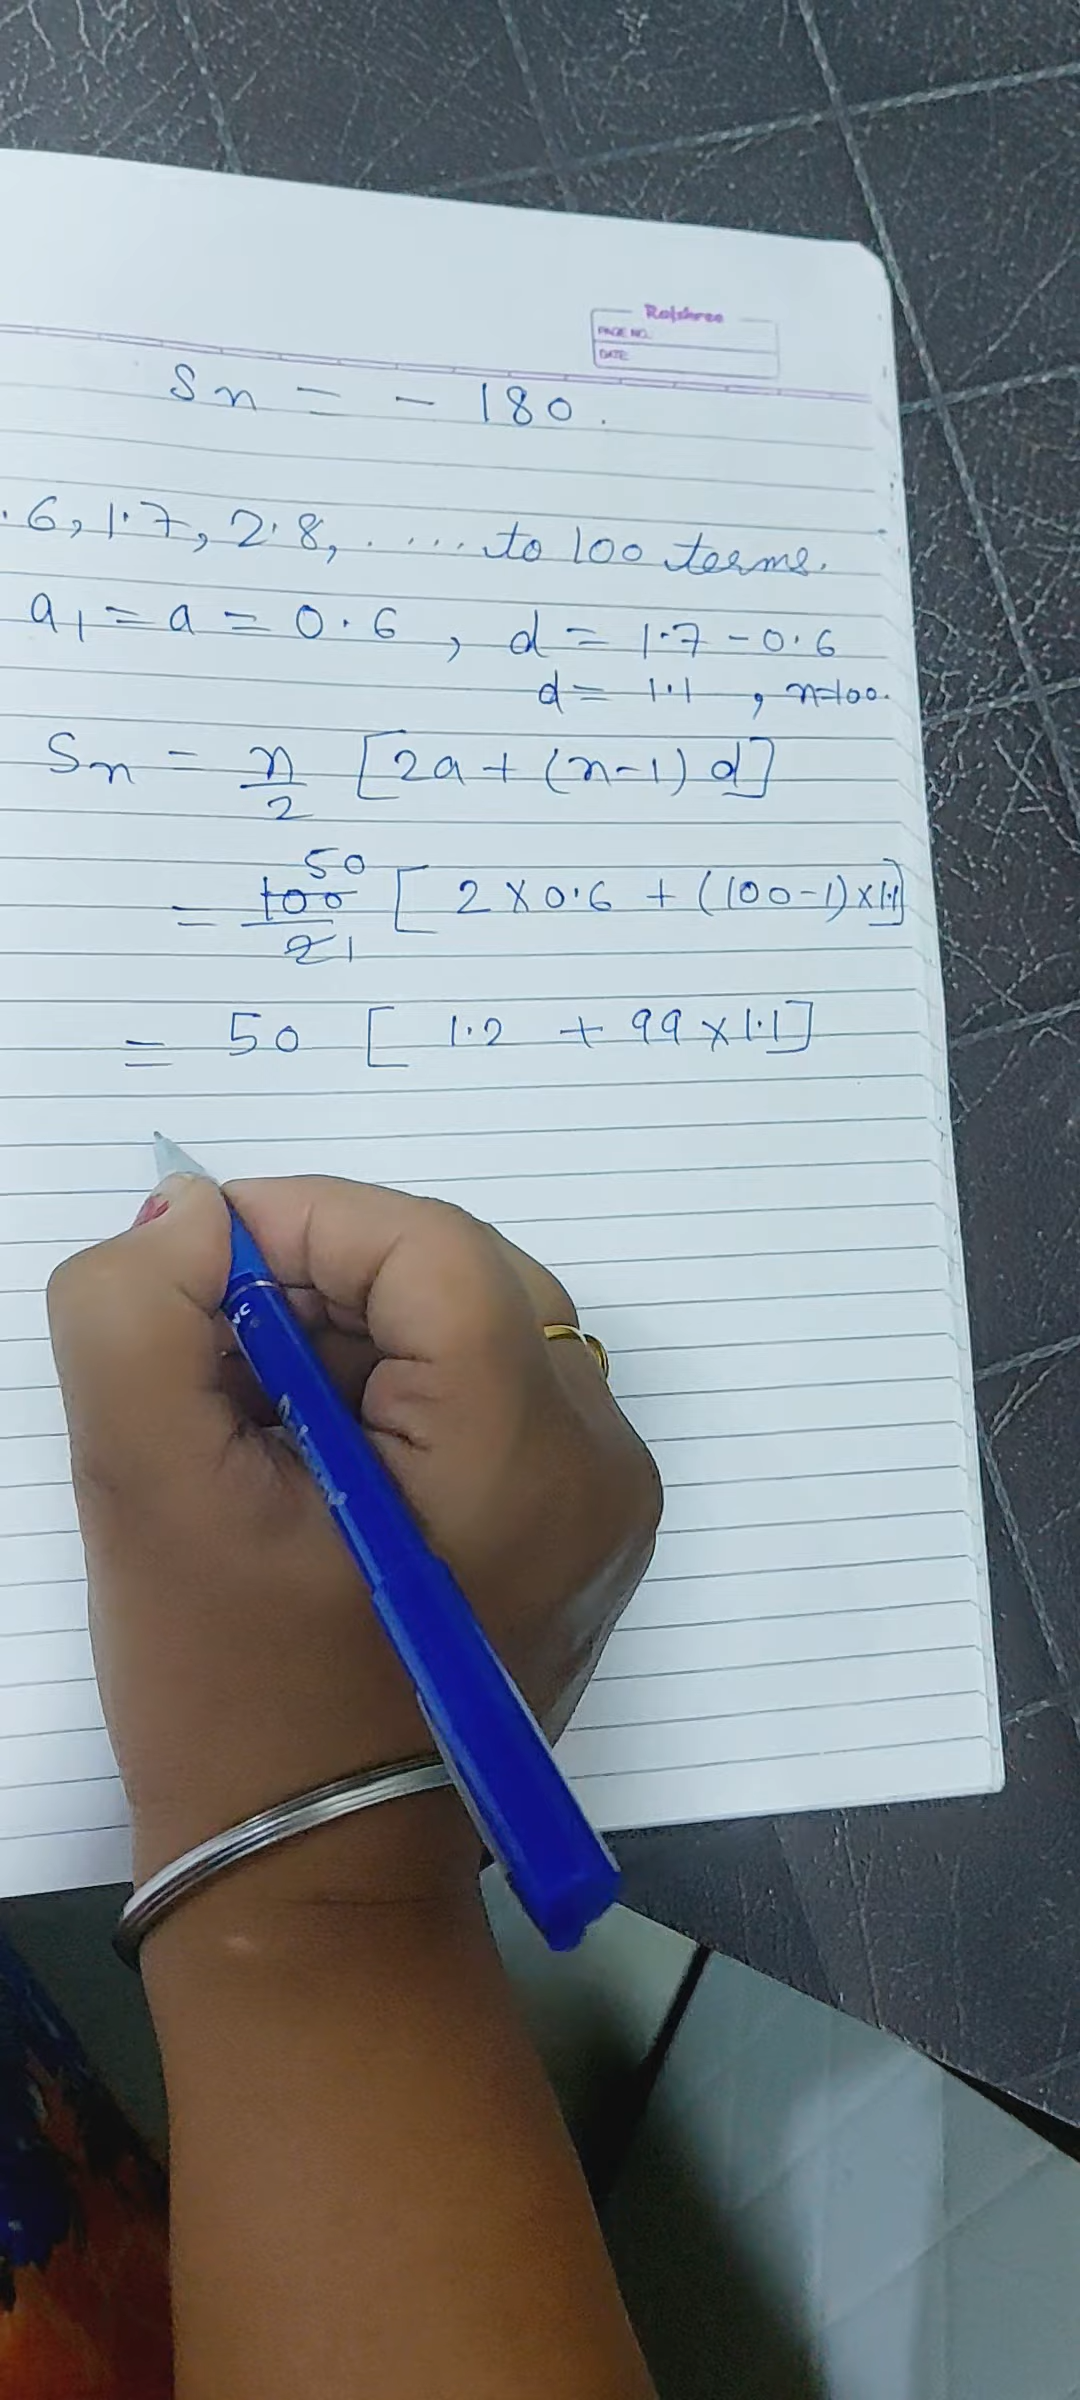 Rajshree
PAGE NO.
DATE
Sn = - 180.
.6, 1.7, 2.8, ..... to 100 terms.
a1 = a = 0.6, d = 1.7 - 0.6
d = 1.1, n=100.
Sn = n/2 [2a + (n-1) d]
50
= 100/2 1 [2 x 0.6 + (100-1) x 1.1]
= 50 [1.2 + 99 x 1.1]